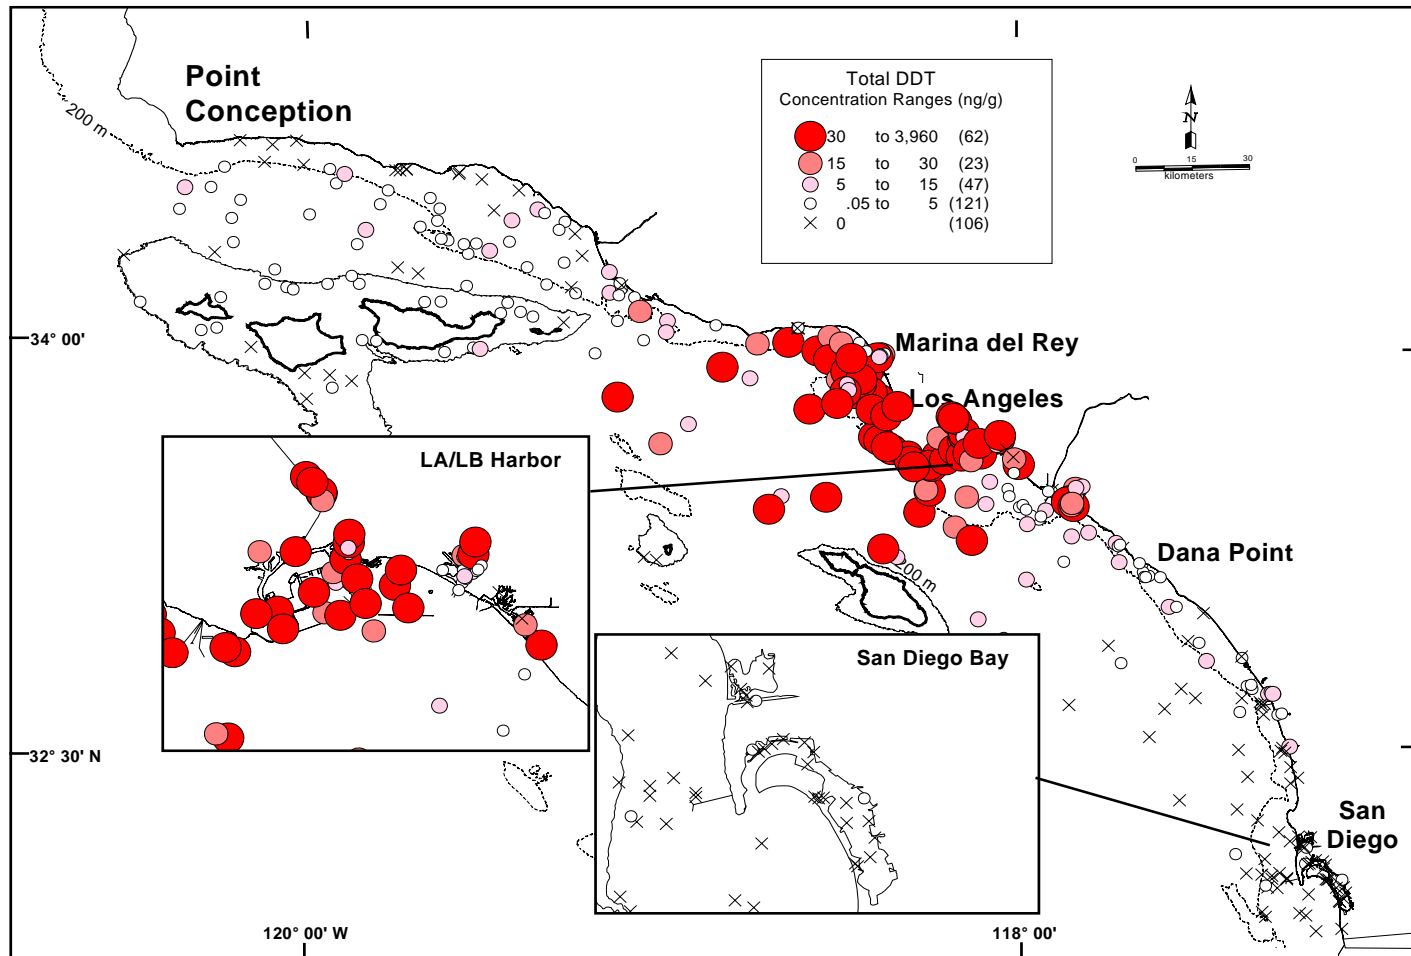 Point
Conception
200 m
Total DDT
Concentration Ranges (ng/g)
30 to 3,960 (62)
15 to 30 (23)
5 to 15 (47)
.05 to 5 (121)
0 (106)
N
0 15 30
kilometers
34° 00'
Marina del Rey
Los Angeles
LA/LB Harbor
Dana Point
200 m
San Diego Bay
32° 30' N
San
Diego
120° 00' W
118° 00'